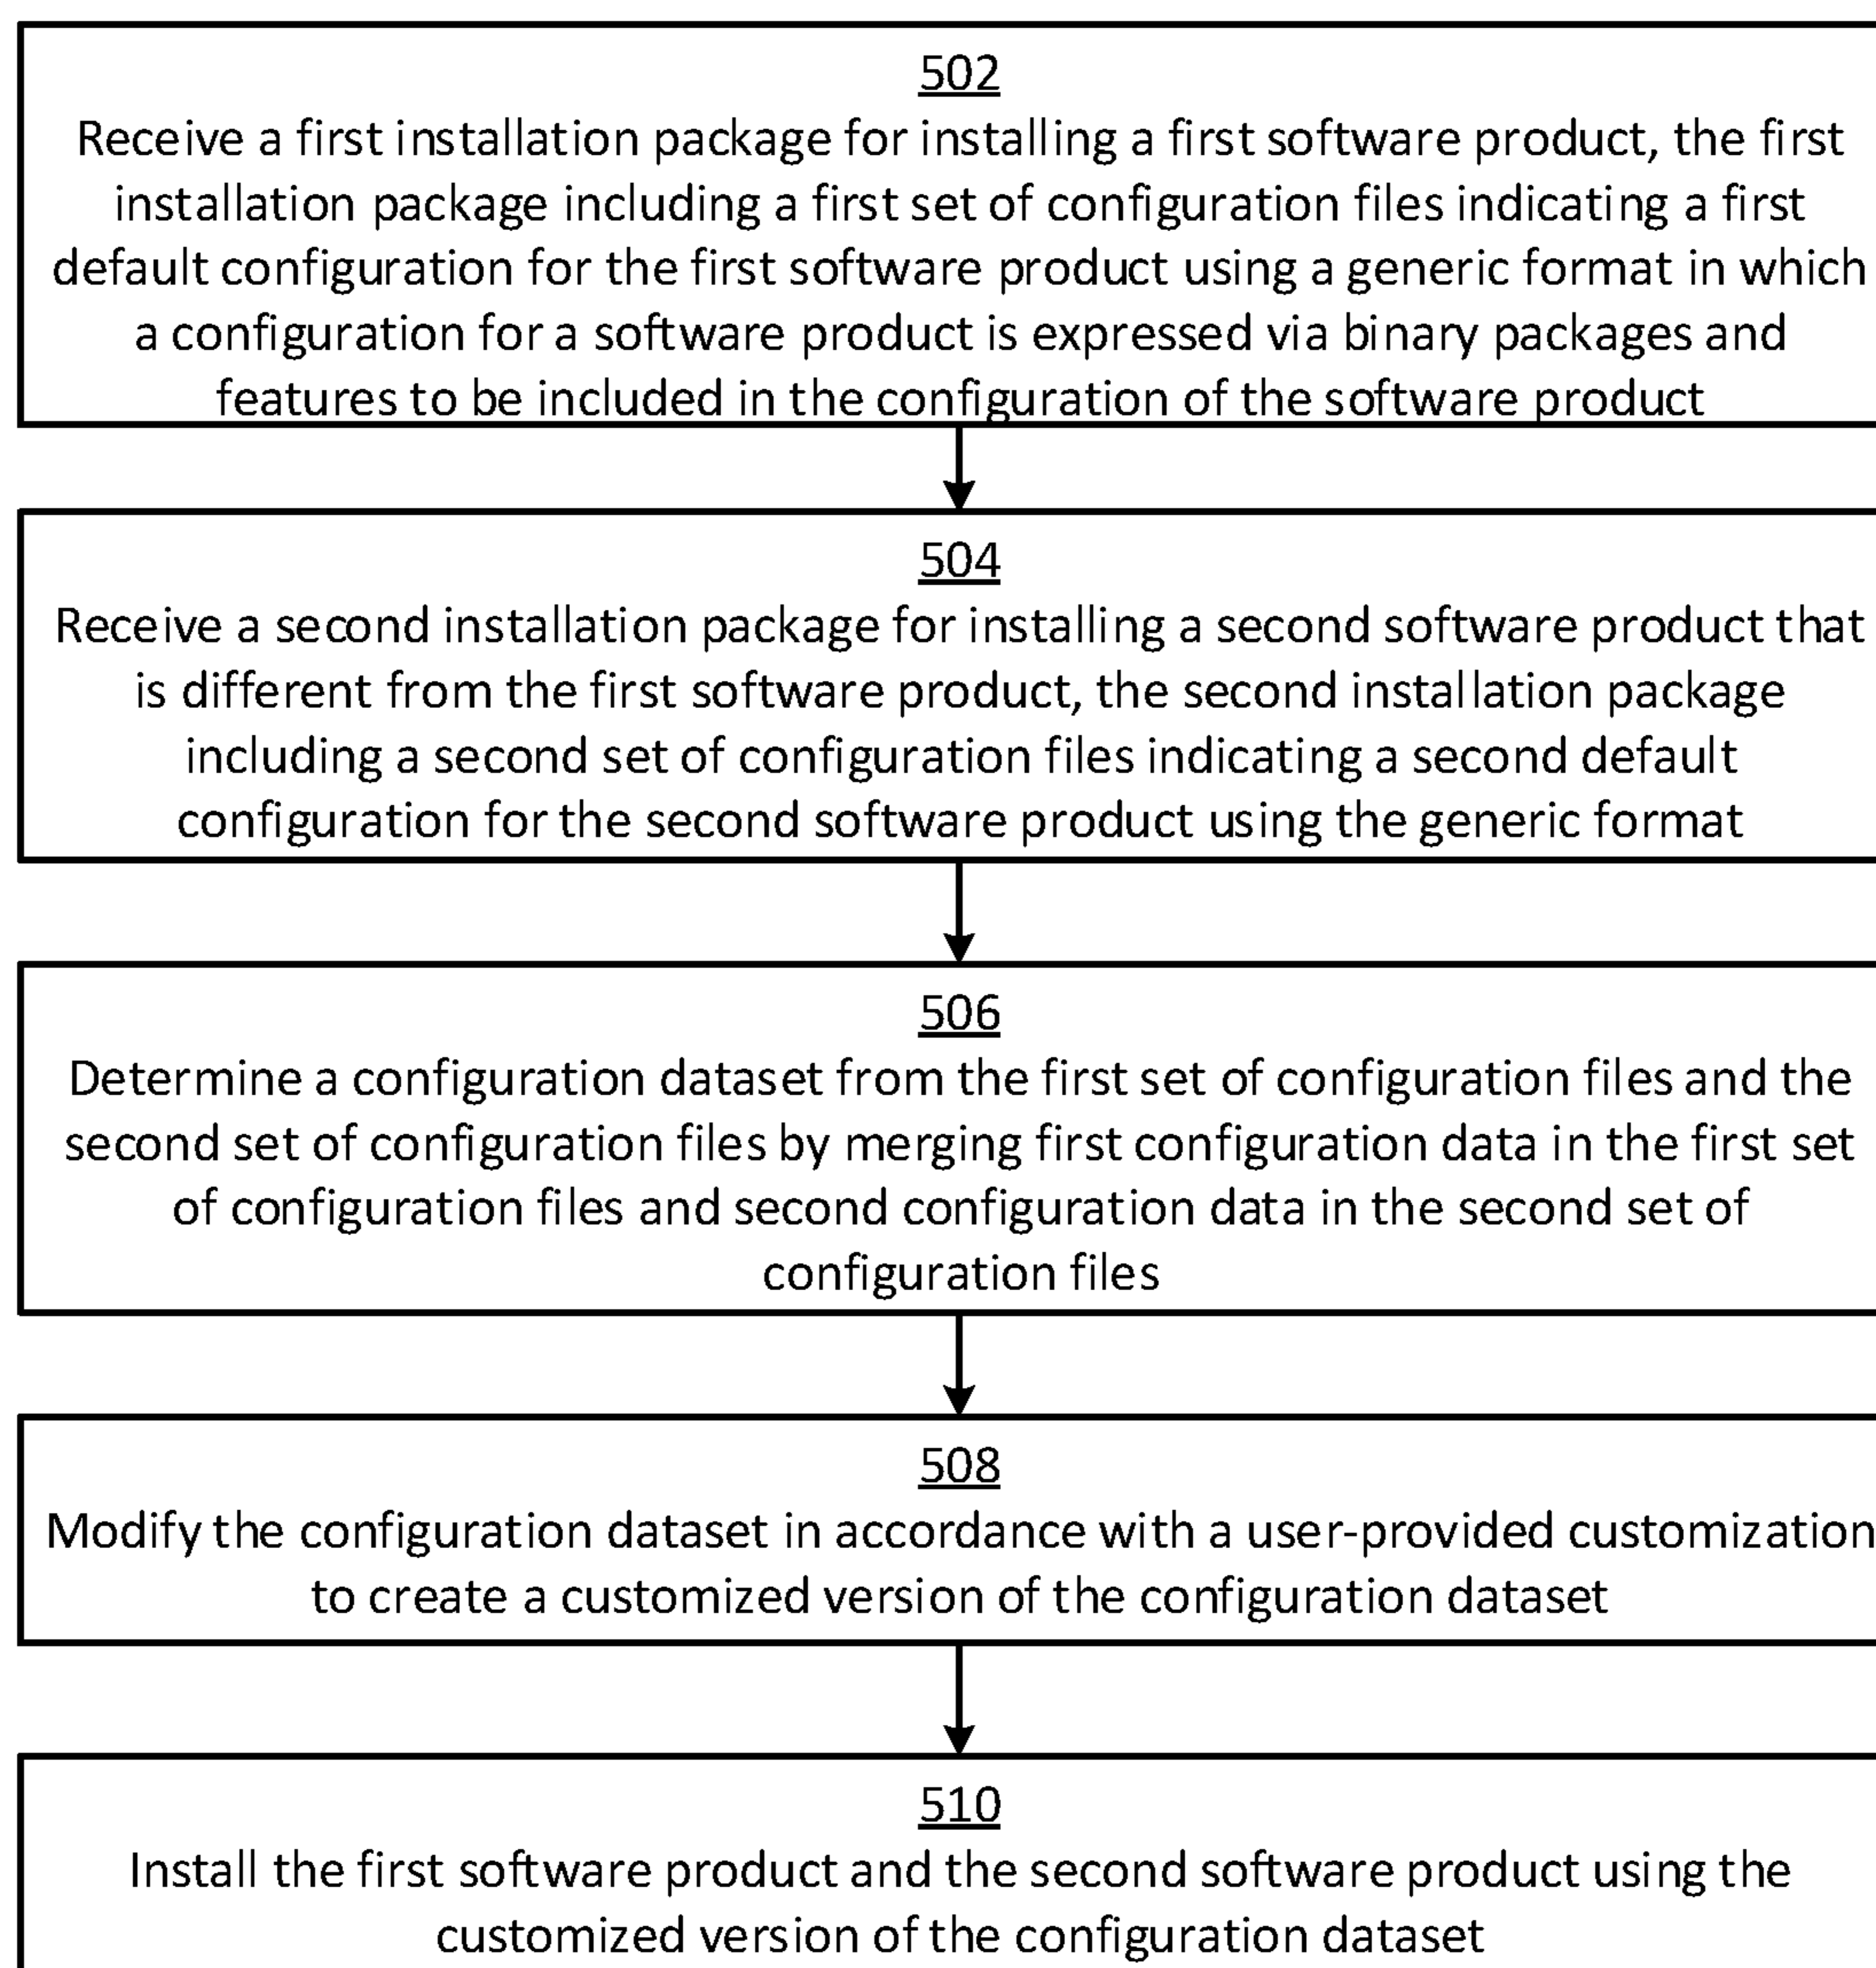 502
Receive a first installation package for installing a first software product, the first
installation package including a first set of configuration files indicating a first
default configuration for the first software product using a generic format in which
a configuration for a software product is expressed via binary packages and
features to be included in the configuration of the software product
504
Receive a second installation package for installing a second software product that
is different from the first software product, the second installation package
including a second set of configuration files indicating a second default
configuration for the second software product using the generic format
506
Determine a configuration dataset from the first set of configuration files and the
second set of configuration files by merging first configuration data in the first set
of configuration files and second configuration data in the second set of
configuration files
508
Modify the configuration dataset in accordance with a user-provided customization
to create a customized version of the configuration dataset
510
Install the first software product and the second software product using the
customized version of the configuration dataset